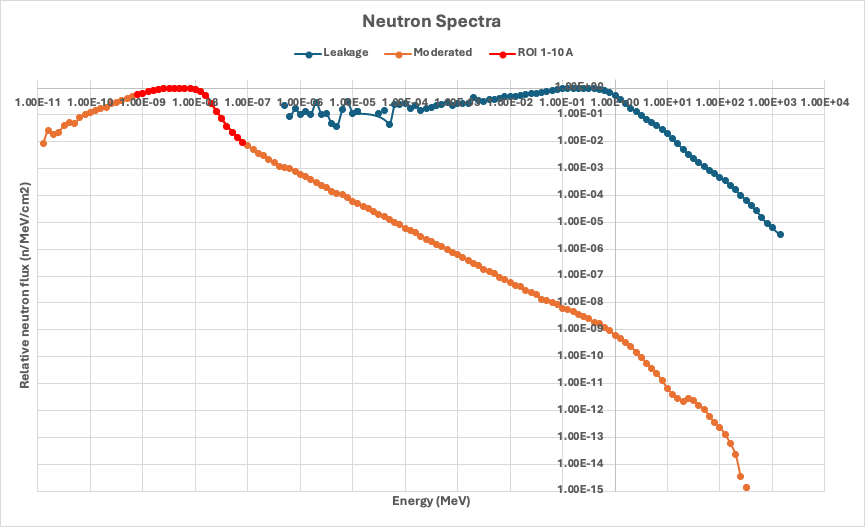 Neutron Spectra
Leakage Moderated ROI 1-10 A
1.00E+00
1.00E-11 1.00E-10 1.00E-09 1.00E-08 1.00E-07 1.00E-06 1.00E-05 1.00E-04 1.00E-03 1.00E-02 1.00E-01 1.00E+00 1.00E+01 1.00E+02 1.00E+03 1.00E+04
1.00E-01
1.00E-02
1.00E-03
1.00E-04
1.00E-05
1.00E-06
1.00E-07
1.00E-08
1.00E-09
1.00E-10
1.00E-11
1.00E-12
1.00E-13
1.00E-14
1.00E-15
Relative neutron flux (n/MeV/cm2)
Energy (MeV)